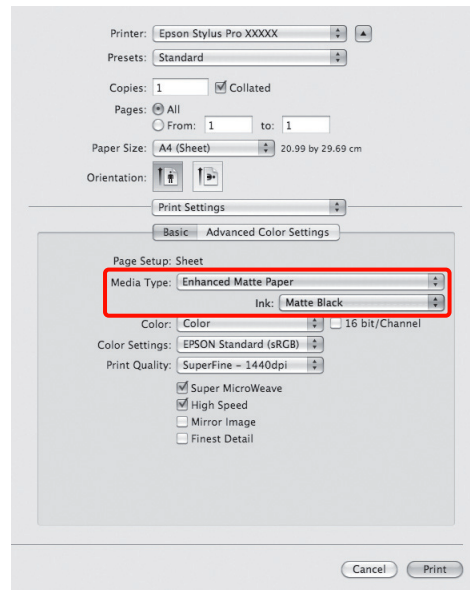 Printer: Epson Stylus Pro XXXXX
Presets: Standard
Copies: 1 Collated
Pages: All
From: 1 to: 1
Paper Size: A4 (Sheet) 20.99 by 29.69 cm
Orientation:
Print Settings
Basic Advanced Color Settings
Page Setup: Sheet
Media Type: Enhanced Matte Paper
Ink: Matte Black
Color: Color 16 bit/Channel
Color Settings: EPSON Standard (sRGB)
Print Quality: SuperFine – 1440dpi
Super MicroWeave
High Speed
Mirror Image
Finest Detail
Cancel Print